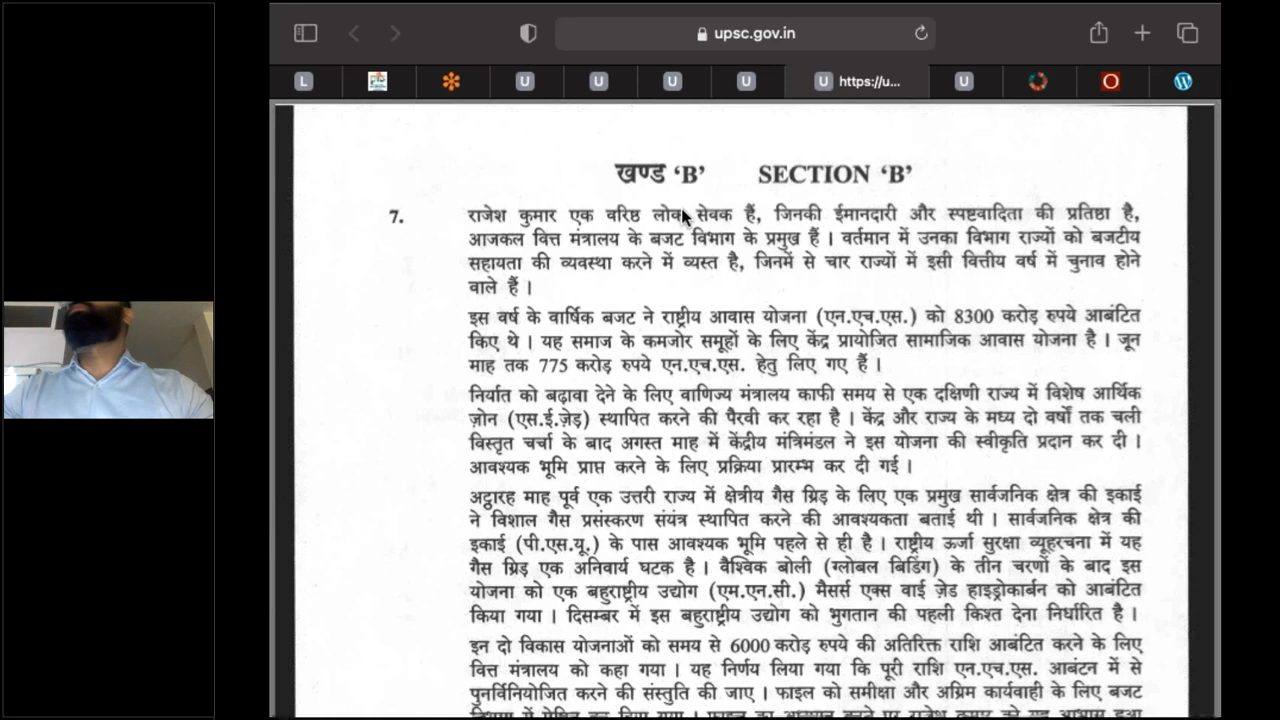 upsc.gov.in
L U U U U U https://u... U O W
खण्ड 'B' SECTION 'B'
7. राजेश कुमार एक वरिष्ठ लोक सेवक हैं, जिनकी ईमानदारी और स्पष्टवादिता की प्रतिष्ठा है,
आजकल वित्त मंत्रालय के बजट विभाग के प्रमुख हैं । वर्तमान में उनका विभाग राज्यों को बजटीय
सहायता की व्यवस्था करने में व्यस्त है, जिनमें से चार राज्यों में इसी वित्तीय वर्ष में चुनाव होने
वाले हैं ।
इस वर्ष के वार्षिक बजट ने राष्ट्रीय आवास योजना (एन.एच.एस.) को 8300 करोड़ रुपये आबंटित
किए थे । यह समाज के कमजोर समूहों के लिए केंद्र प्रायोजित सामाजिक आवास योजना है । जून
माह तक 775 करोड़ रुपये एन.एच.एस. हेतु लिए गए हैं ।
निर्यात को बढ़ावा देने के लिए वाणिज्य मंत्रालय काफी समय से एक दक्षिणी राज्य में विशेष आर्थिक
ज़ोन (एस.ई.ज़ेड़) स्थापित करने की पैरवी कर रहा है । केंद्र और राज्य के मध्य दो वर्षों तक चली
विस्तृत चर्चा के बाद अगस्त माह में केंद्रीय मंत्रिमंडल ने इस योजना की स्वीकृति प्रदान कर दी ।
आवश्यक भूमि प्राप्त करने के लिए प्रक्रिया प्रारम्भ कर दी गई ।
अट्ठारह माह पूर्व एक उत्तरी राज्य में क्षेत्रीय गैस ग्रिड़ के लिए एक प्रमुख सार्वजनिक क्षेत्र की इकाई
ने विशाल गैस प्रसंस्करण संयंत्र स्थापित करने की आवश्यकता बताई थी । सार्वजनिक क्षेत्र की
इकाई (पी.एस.यू.) के पास आवश्यक भूमि पहले से ही है । राष्ट्रीय ऊर्जा सुरक्षा व्यूहरचना में यह
गैस ग्रिड़ एक अनिवार्य घटक है । वैश्विक बोली (ग्लोबल बिडिंग) के तीन चरणों के बाद इस
योजना को एक बहुराष्ट्रीय उद्योग (एम.एन.सी.) मैसर्स एक्स वाई ज़ेड हाइड्रोकार्बन को आबंटित
किया गया । दिसम्बर में इस बहुराष्ट्रीय उद्योग को भुगतान की पहली किश्त देना निर्धारित है ।
इन दो विकास योजनाओं को समय से 6000 करोड़ रुपये की अतिरिक्त राशि आबंटित करने के लिए
वित्त मंत्रालय को कहा गया । यह निर्णय लिया गया कि पूरी राशि एन.एच.एस. आबंटन में से
पुनर्विनियोजित करने की संस्तुति की जाए । फाइल को समीक्षा और अग्रिम कार्यवाही के लिए बजट